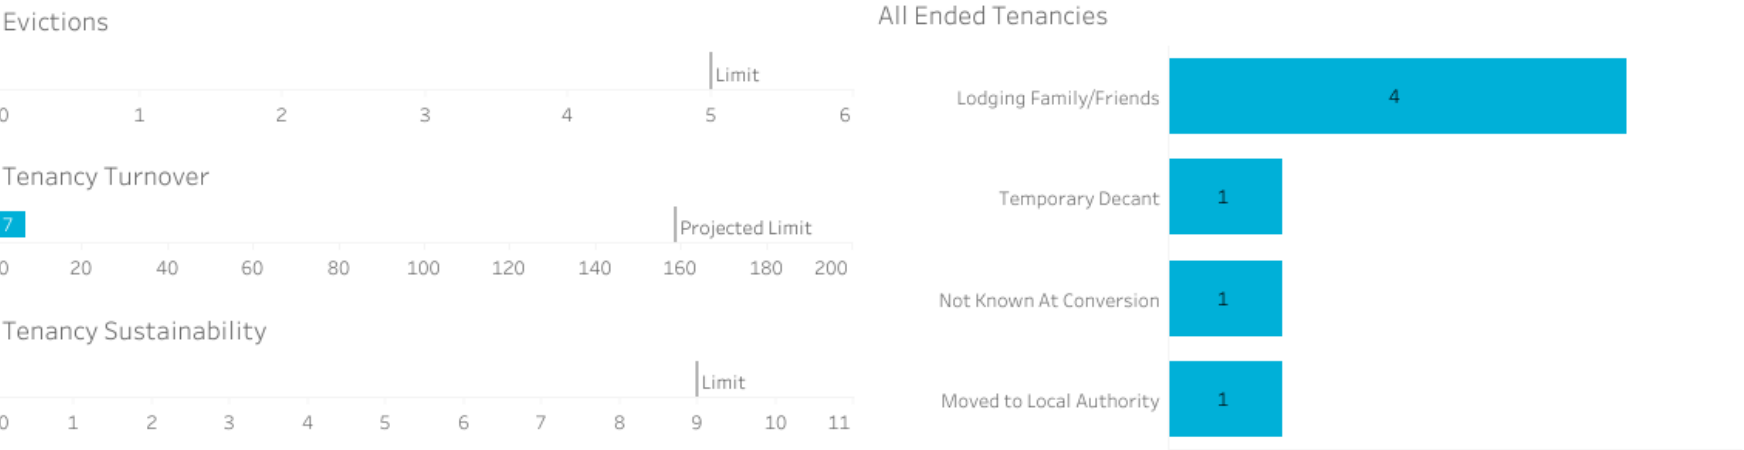 Evictions
Limit
0 1 2 3 4 5 6
Tenancy Turnover
7
Projected Limit
0 20 40 60 80 100 120 140 160 180 200
Tenancy Sustainability
Limit
0 1 2 3 4 5 6 7 8 9 10 11
All Ended Tenancies
Lodging Family/Friends 4
Temporary Decant 1
Not Known At Conversion 1
Moved to Local Authority 1